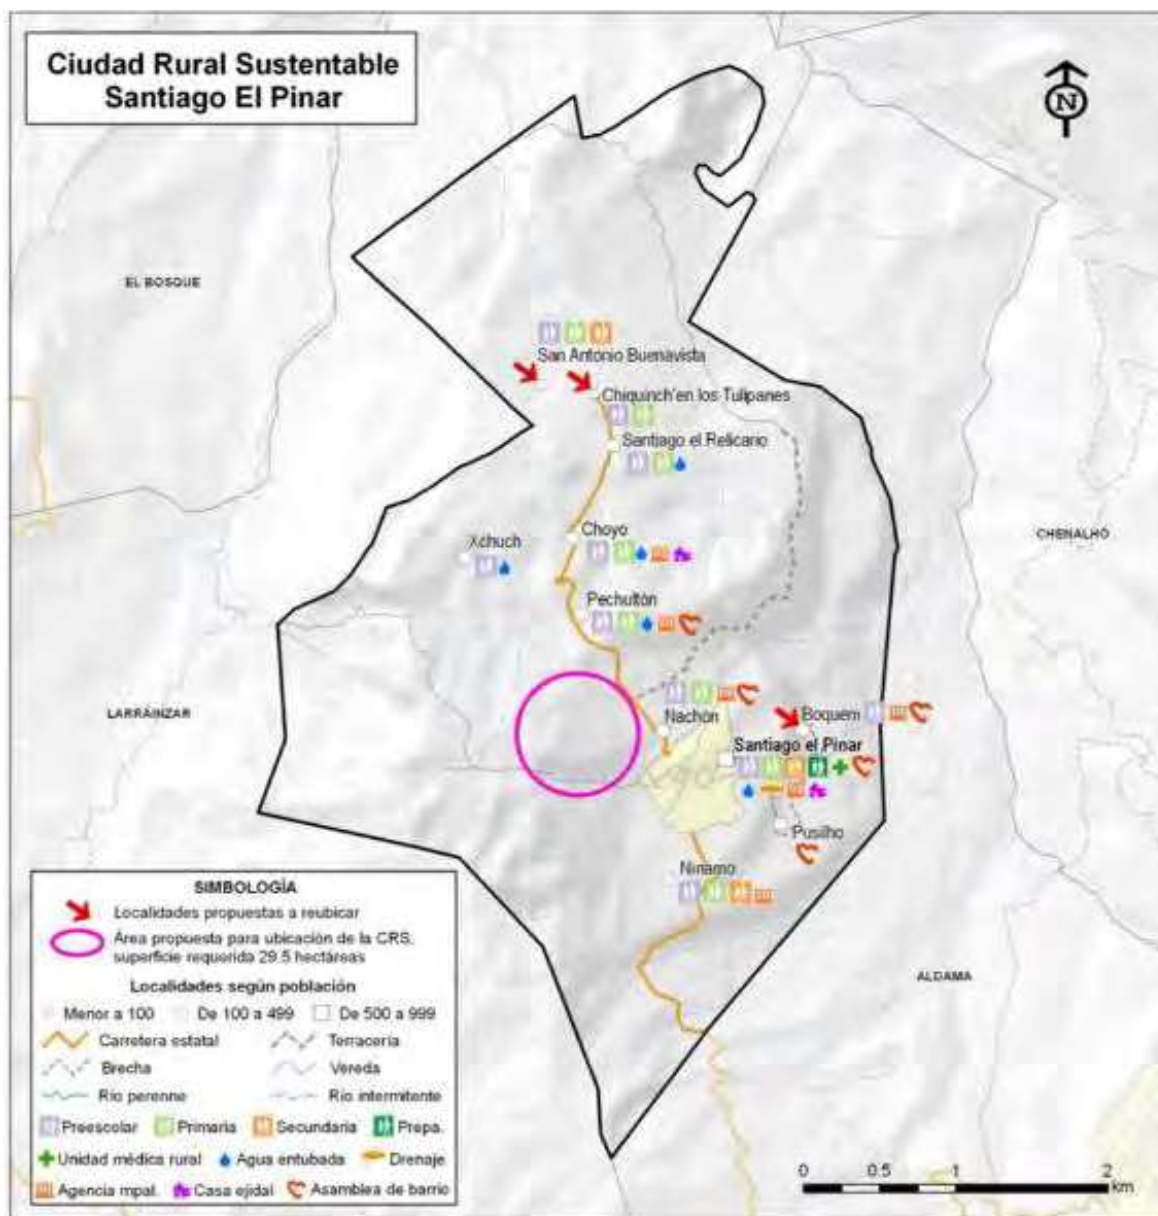 Ciudad Rural Sustentable
Santiago El Pinar
N
EL BOSQUE
San Antonio Buenavista
Chiquinch'en los Tulipanes
Santiago el Relicario
CHENALHÓ
Choyo
Xchuch
Pechultón
LARRÁINZAR
Nachón
Boquem
Santiago el Pinar
Pusilho
Ninamo
ALDAMA
SIMBOLOGÍA
Localidades propuestas a reubicar
Área propuesta para ubicación de la CRS,
superficie requerida 29.5 hectáreas
Localidades según población
Menor a 100 De 100 a 499 De 500 a 999
Carretera estatal Terracería
Brecha Vereda
Río perenne Río intermitente
Preescolar Primaria Secundaria Prepa.
Unidad médica rural Agua entubada Drenaje
Agencia mpal. Casa ejidal Asamblea de barrio
0 0.5 1 2
km